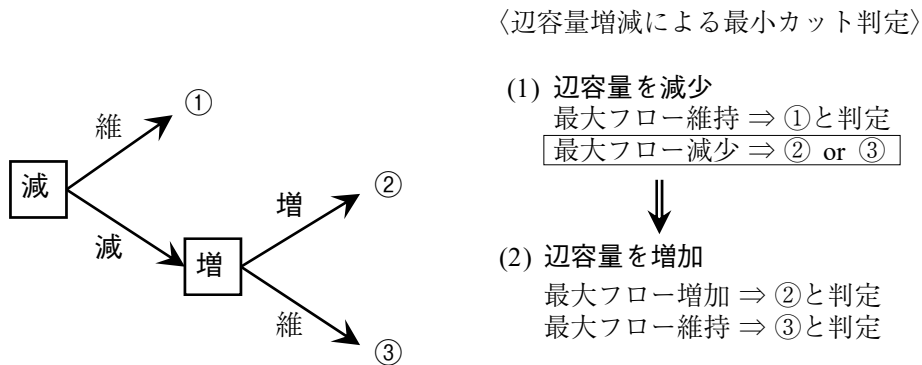 〈辺容量増減による最小カット判定〉
(1) 辺容量を減少
最大フロー維持 ⇒ ①と判定
最大フロー減少 ⇒ ② or ③
⇓
(2) 辺容量を増加
最大フロー増加 ⇒ ②と判定
最大フロー維持 ⇒ ③と判定
①
維
減
②
増
減
増
維
③